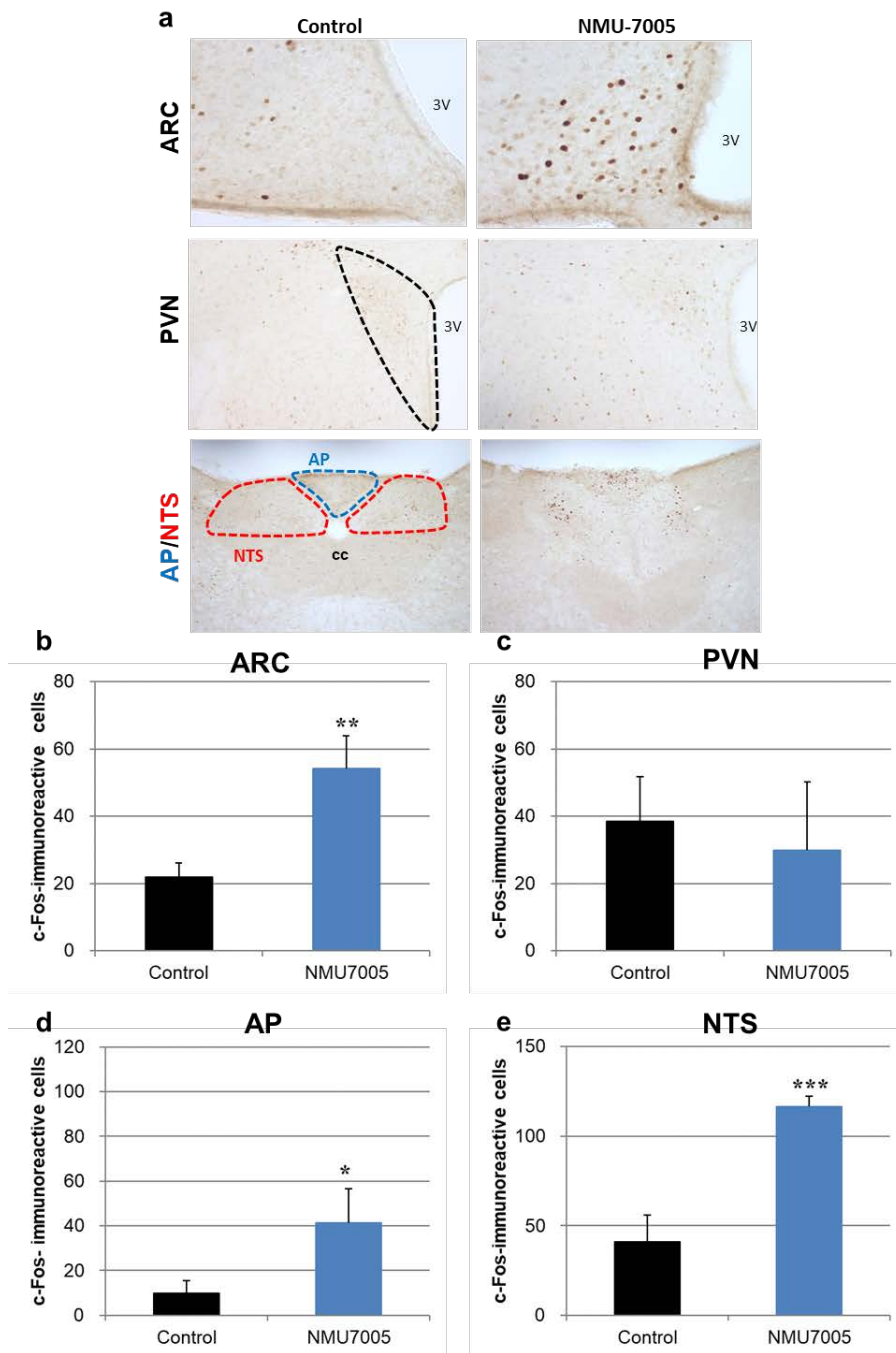 a
Control NMU-7005
ARC
3V
3V
PVN
3V
3V
AP/NTS
AP
NTS
cc
b
ARC
c-Fos-immunoreactive cells
80
60
40
20
0
**
Control NMU7005
c
PVN
c-Fos-immunoreactive cells
80
60
40
20
0
Control NMU7005
d
AP
c-Fos- immunoreactive cells
120
100
80
60
40
20
0
*
Control NMU7005
e
NTS
c-Fos-immunoreactive cells
150
100
50
0
***
Control NMU7005